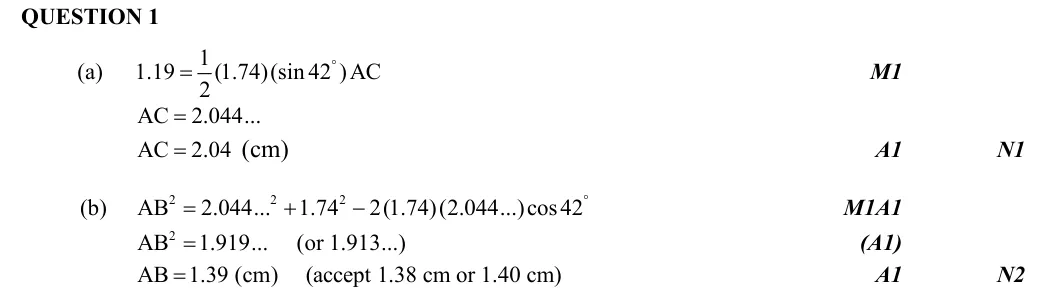 QUESTION 1
(a) 1.19 = 1/2 (1.74)(sin 42°) AC M1
AC = 2.044...
AC = 2.04 (cm) A1 N1
(b) AB² = 2.044...² + 1.74² − 2(1.74)(2.044...) cos 42° M1A1
AB² = 1.919... (or 1.913...) (A1)
AB = 1.39 (cm) (accept 1.38 cm or 1.40 cm) A1 N2